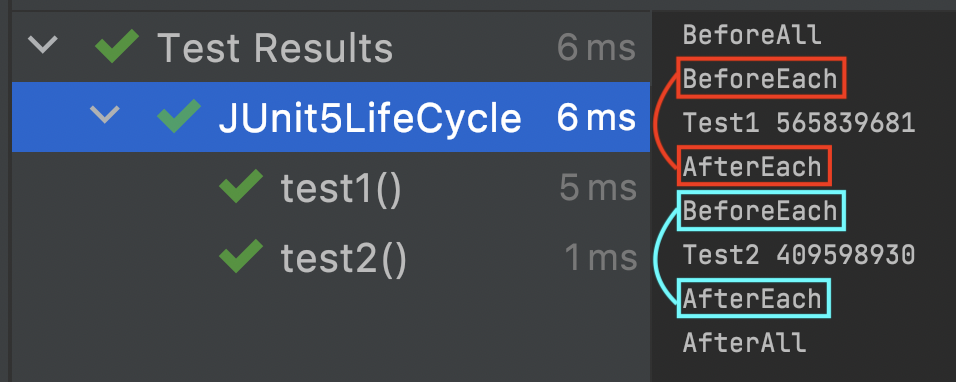 Test Results 6 ms
JUnit5LifeCycle 6 ms
test1() 5 ms
test2() 1 ms
BeforeAll
BeforeEach
Test1 565839681
AfterEach
BeforeEach
Test2 409598930
AfterEach
AfterAll